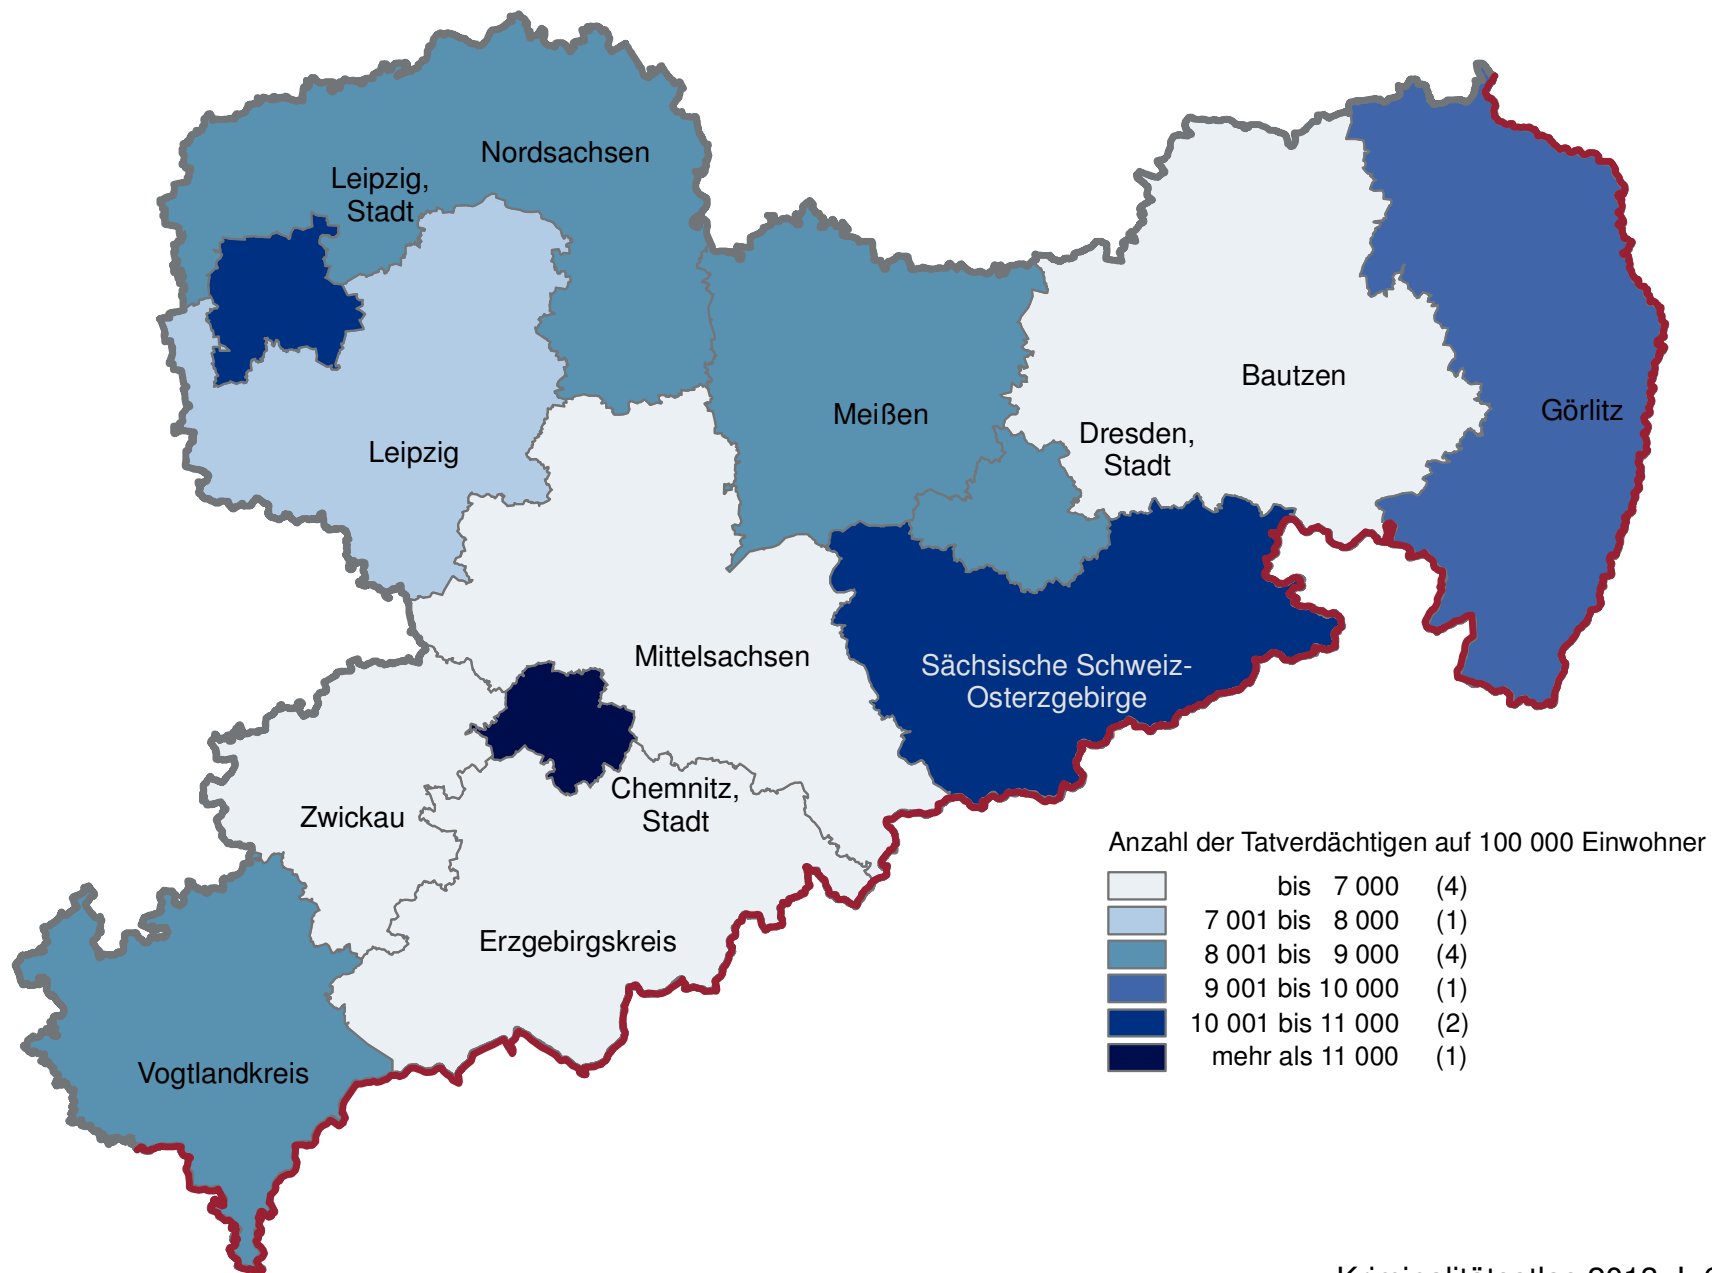 Nordsachsen
Leipzig,
Stadt
Bautzen
Görlitz
Meißen
Dresden,
Stadt
Leipzig
Mittelsachsen
Sächsische Schweiz-
Osterzgebirge
Chemnitz,
Stadt
Zwickau
Erzgebirgskreis
Vogtlandkreis
Anzahl der Tatverdächtigen auf 100 000 Einwohner
bis 7 000 (4)
7 001 bis 8 000 (1)
8 001 bis 9 000 (4)
9 001 bis 10 000 (1)
10 001 bis 11 000 (2)
mehr als 11 000 (1)